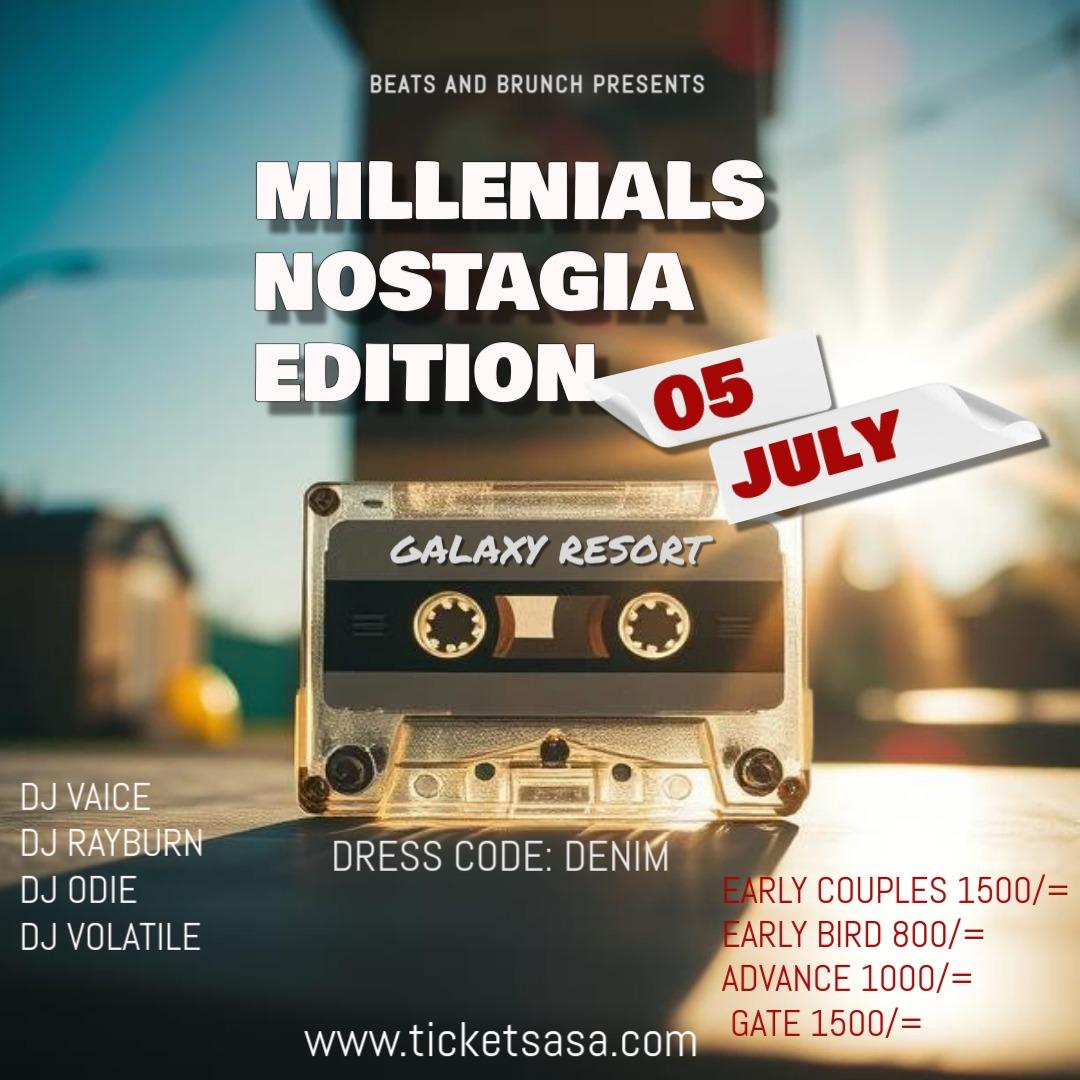 BEATS AND BRUNCH PRESENTS
MILLENIALS
NOSTAGIA
EDITION
05
JULY
GALAXY RESORT
DJ VAICE
DJ RAYBURN
DJ ODIE
DJ VOLATILE
DRESS CODE: DENIM
EARLY COUPLES 1500/=
EARLY BIRD 800/=
ADVANCE 1000/=
GATE 1500/=
www.ticketsasa.com